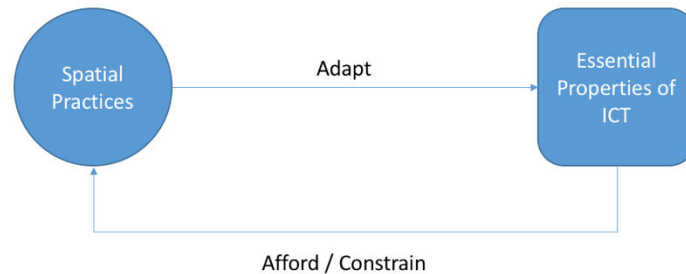 Spatial
Practices
Adapt
Essential
Properties of
ICT
Afford / Constrain